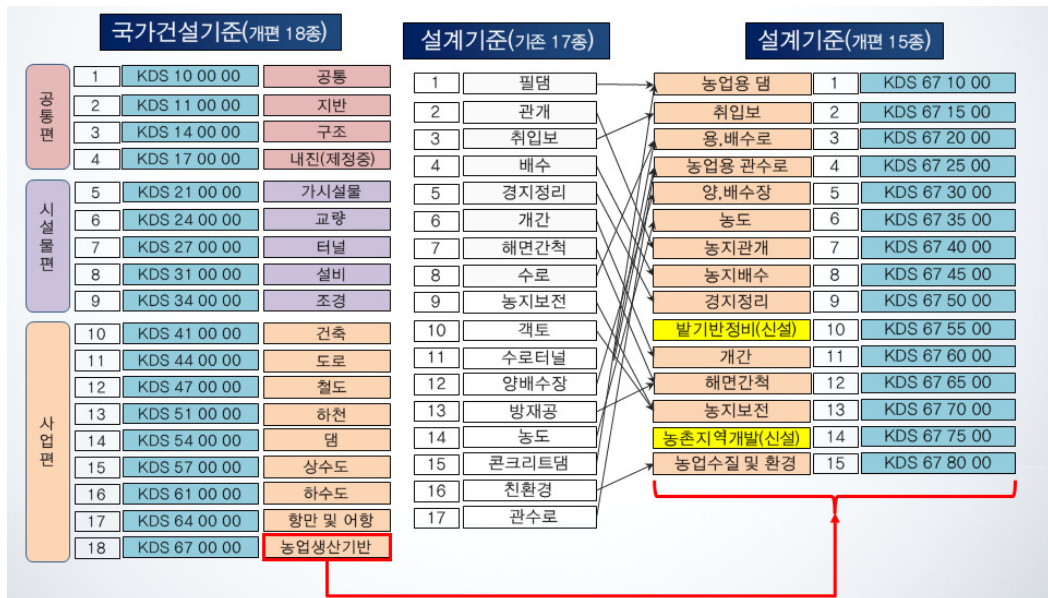 국가건설기준(개편 18종)
공통편
1 KDS 10 00 00 공통
2 KDS 11 00 00 지반
3 KDS 14 00 00 구조
4 KDS 17 00 00 내진(제정중)
시설물편
5 KDS 21 00 00 가시설물
6 KDS 24 00 00 교량
7 KDS 27 00 00 터널
8 KDS 31 00 00 설비
9 KDS 34 00 00 조경
사업편
10 KDS 41 00 00 건축
11 KDS 44 00 00 도로
12 KDS 47 00 00 철도
13 KDS 51 00 00 하천
14 KDS 54 00 00 댐
15 KDS 57 00 00 상수도
16 KDS 61 00 00 하수도
17 KDS 64 00 00 항만 및 어항
18 KDS 67 00 00 농업생산기반
설계기준(기존 17종)
1 필댐
2 관개
3 취입보
4 배수
5 경지정리
6 개간
7 해면간척
8 수로
9 농지보전
10 객토
11 수로터널
12 양배수장
13 방재공
14 농도
15 콘크리트댐
16 친환경
17 관수로
설계기준(개편 15종)
농업용 댐 1 KDS 67 10 00
취입보 2 KDS 67 15 00
용,배수로 3 KDS 67 20 00
농업용 관수로 4 KDS 67 25 00
양,배수장 5 KDS 67 30 00
농도 6 KDS 67 35 00
농지관개 7 KDS 67 40 00
농지배수 8 KDS 67 45 00
경지정리 9 KDS 67 50 00
밭기반정비(신설) 10 KDS 67 55 00
개간 11 KDS 67 60 00
해면간척 12 KDS 67 65 00
농지보전 13 KDS 67 70 00
농촌지역개발(신설) 14 KDS 67 75 00
농업수질 및 환경 15 KDS 67 80 00